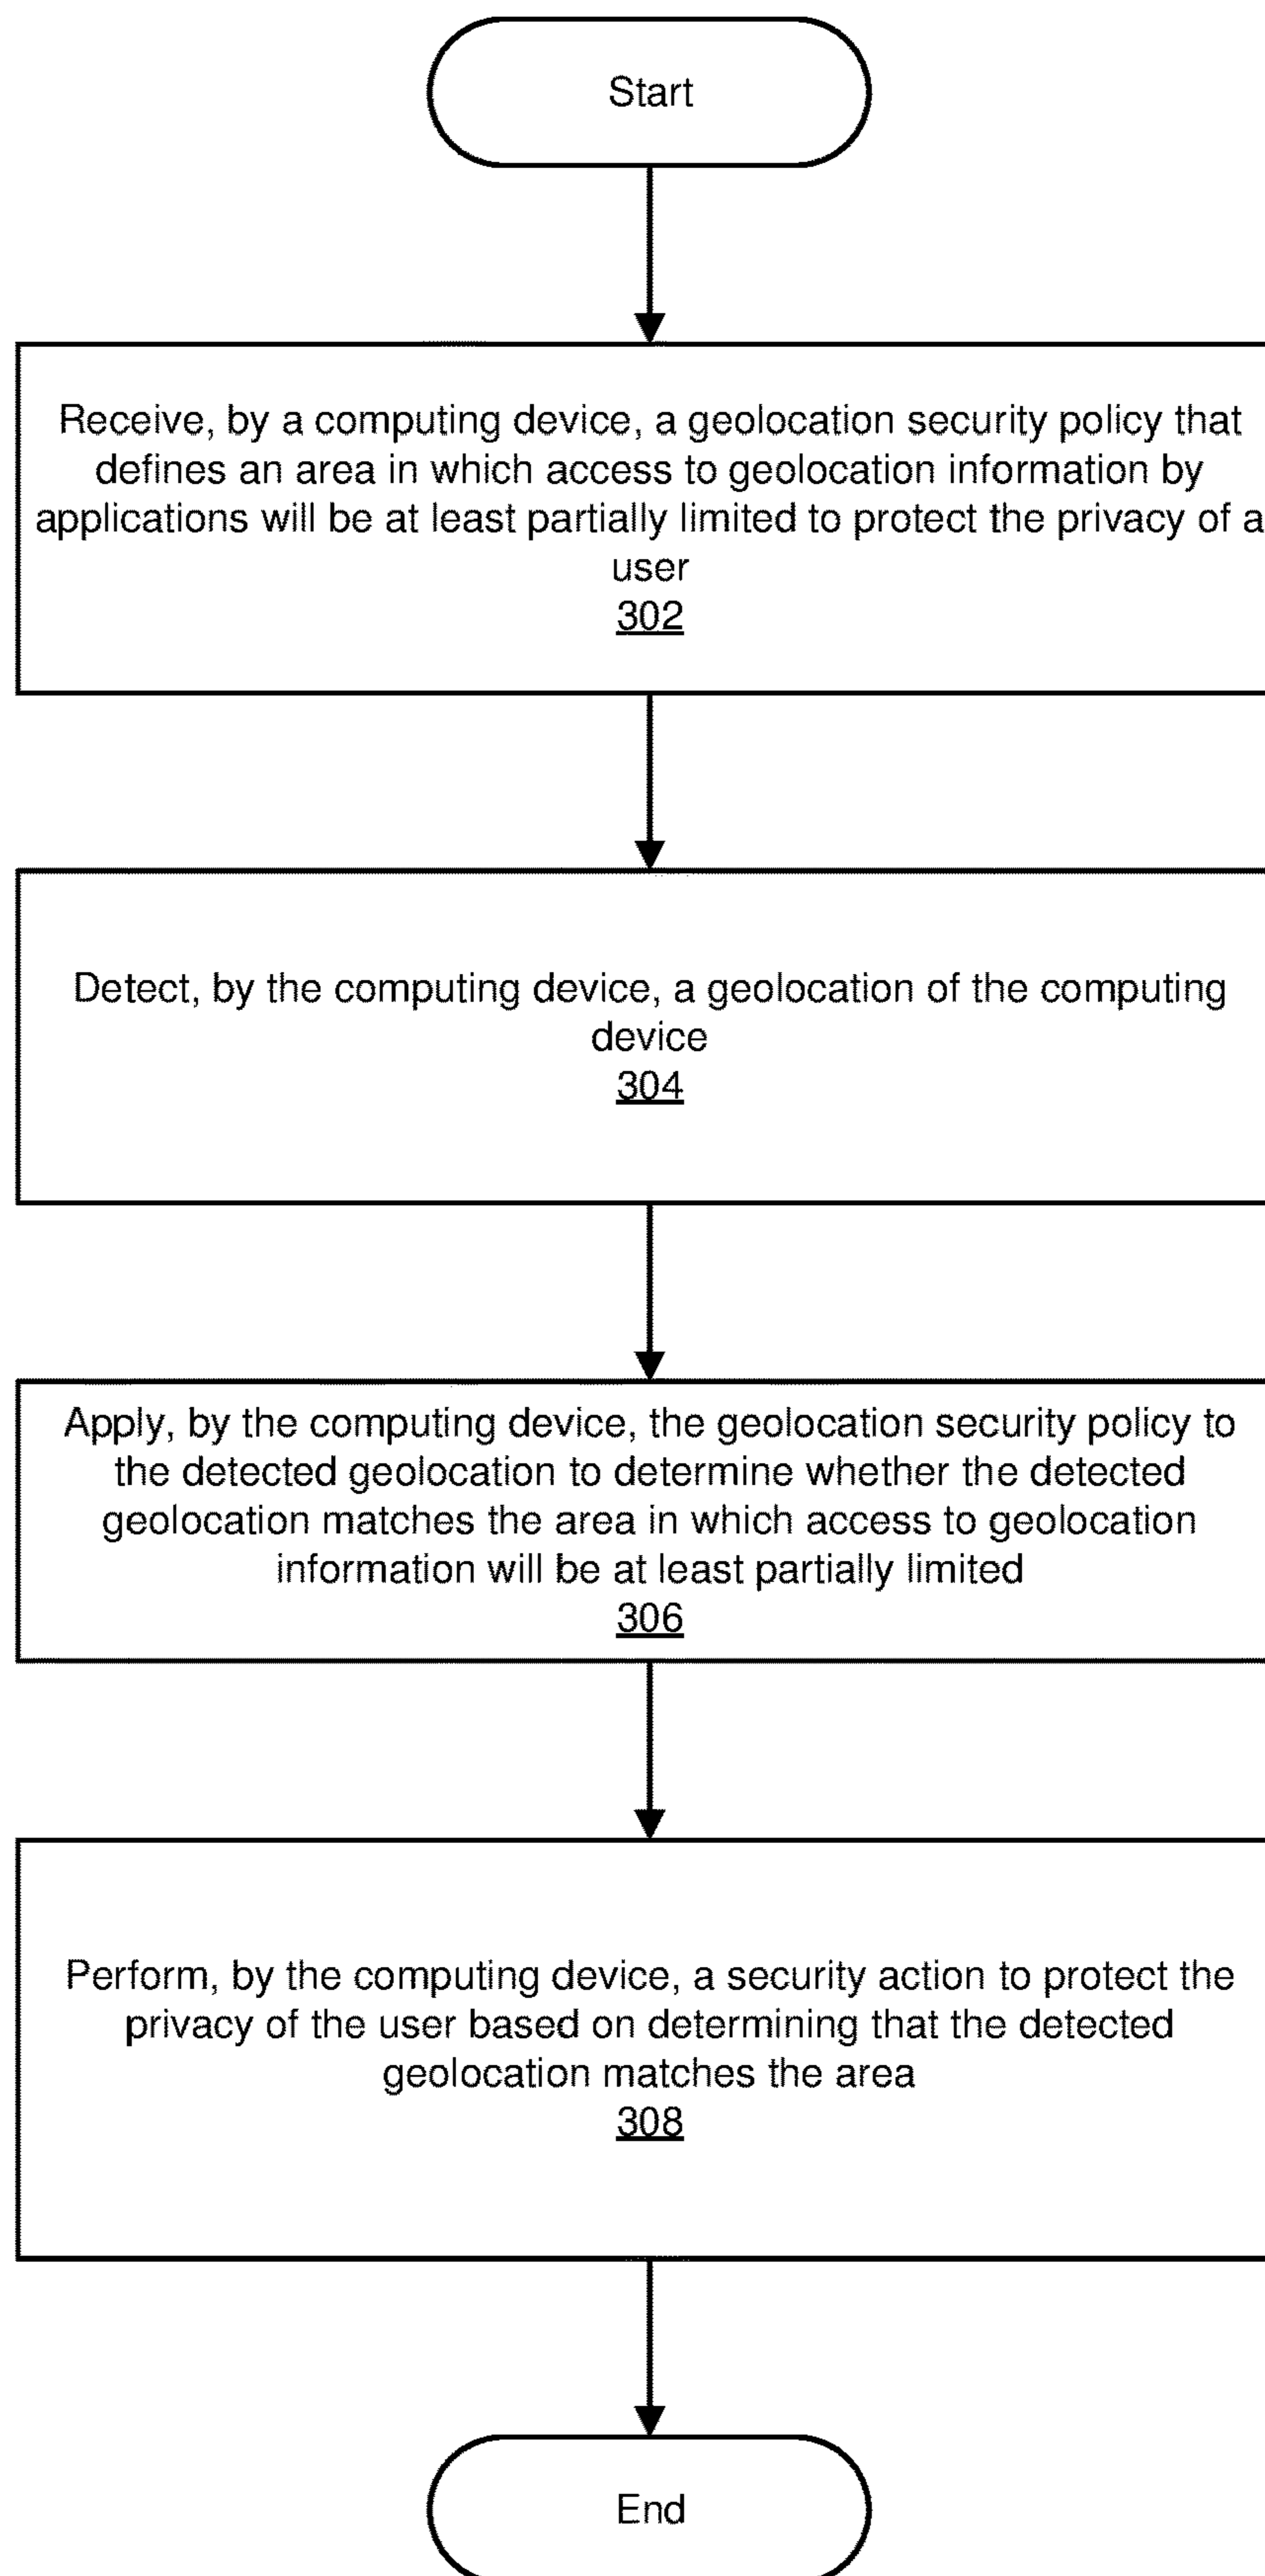 Start
Receive, by a computing device, a geolocation security policy that
defines an area in which access to geolocation information by
applications will be at least partially limited to protect the privacy of a
user
302
Detect, by the computing device, a geolocation of the computing
device
304
Apply, by the computing device, the geolocation security policy to
the detected geolocation to determine whether the detected
geolocation matches the area in which access to geolocation
information will be at least partially limited
306
Perform, by the computing device, a security action to protect the
privacy of the user based on determining that the detected
geolocation matches the area
308
End